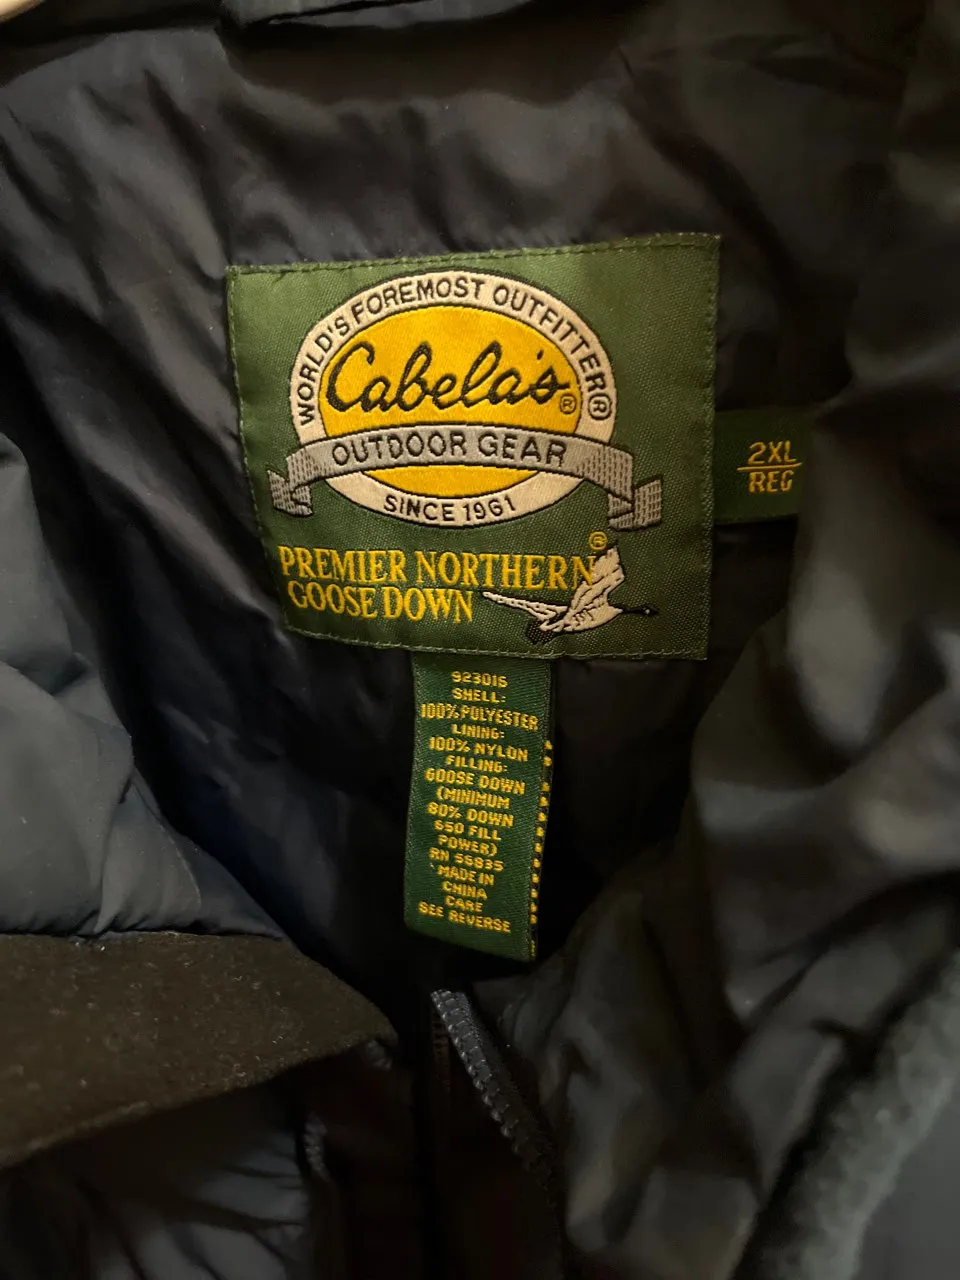 WORLD'S FOREMOST OUTFITTER®
Cabela's®
OUTDOOR GEAR
SINCE 1961
PREMIER NORTHERN®
GOOSE DOWN
2XL
REG
923015
SHELL:
100% POLYESTER
LINING:
100% NYLON
FILLING:
GOOSE DOWN
(MINIMUM
80% DOWN
650 FILL
POWER)
RN 56835
MADE IN
CHINA
CARE
SEE REVERSE